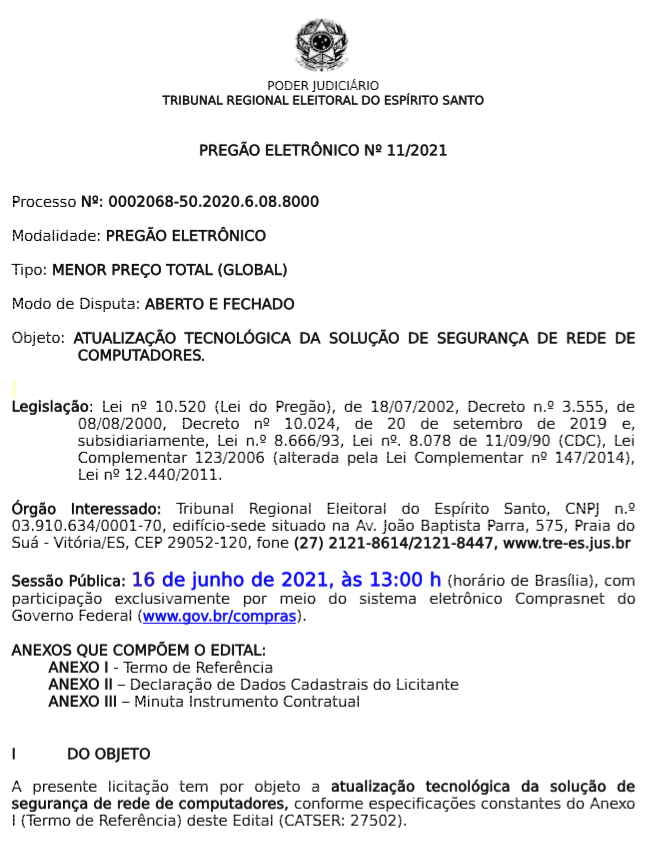 PODER JUDICIÁRIO
TRIBUNAL REGIONAL ELEITORAL DO ESPÍRITO SANTO
PREGÃO ELETRÔNICO Nº 11/2021
Processo Nº: 0002068-50.2020.6.08.8000
Modalidade: PREGÃO ELETRÔNICO
Tipo: MENOR PREÇO TOTAL (GLOBAL)
Modo de Disputa: ABERTO E FECHADO
Objeto: ATUALIZAÇÃO TECNOLÓGICA DA SOLUÇÃO DE SEGURANÇA DE REDE DE
COMPUTADORES.
Legislação: Lei nº 10.520 (Lei do Pregão), de 18/07/2002, Decreto n.º 3.555, de
08/08/2000, Decreto nº 10.024, de 20 de setembro de 2019 e,
subsidiariamente, Lei n.º 8.666/93, Lei nº. 8.078 de 11/09/90 (CDC), Lei
Complementar 123/2006 (alterada pela Lei Complementar nº 147/2014),
Lei nº 12.440/2011.
Órgão Interessado: Tribunal Regional Eleitoral do Espírito Santo, CNPJ n.º
03.910.634/0001-70, edifício-sede situado na Av. João Baptista Parra, 575, Praia do
Suá - Vitória/ES, CEP 29052-120, fone (27) 2121-8614/2121-8447, www.tre-es.jus.br
Sessão Pública: 16 de junho de 2021, às 13:00 h (horário de Brasília), com
participação exclusivamente por meio do sistema eletrônico Comprasnet do
Governo Federal (www.gov.br/compras).
ANEXOS QUE COMPÕEM O EDITAL:
ANEXO I - Termo de Referência
ANEXO II – Declaração de Dados Cadastrais do Licitante
ANEXO III – Minuta Instrumento Contratual
I DO OBJETO
A presente licitação tem por objeto a atualização tecnológica da solução de
segurança de rede de computadores, conforme especificações constantes do Anexo
I (Termo de Referência) deste Edital (CATSER: 27502).